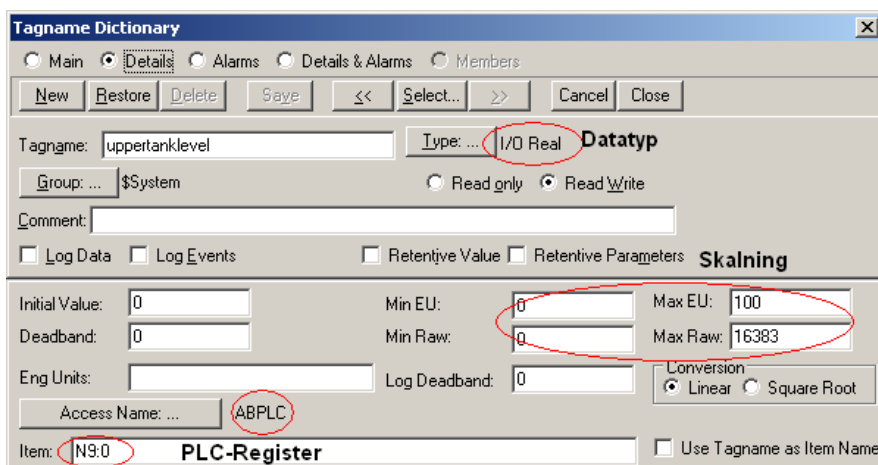 Tagname Dictionary
Main Details Alarms Details & Alarms Members
New Restore Delete Save << Select... >> Cancel Close
Tagname: uppertanklevel Type: ... I/O Real Datatyp
Group: ... $System Read only Read Write
Comment:
Log Data Log Events Retentive Value Retentive Parameters Skalning
Initial Value: 0 Min EU: 0 Max EU: 100
Deadband: 0 Min Raw: 0 Max Raw: 16383
Eng Units: Log Deadband: 0 Conversion
Linear Square Root
Access Name: ... ABPLC
Item: N9:0 PLC-Register Use Tagname as Item Name